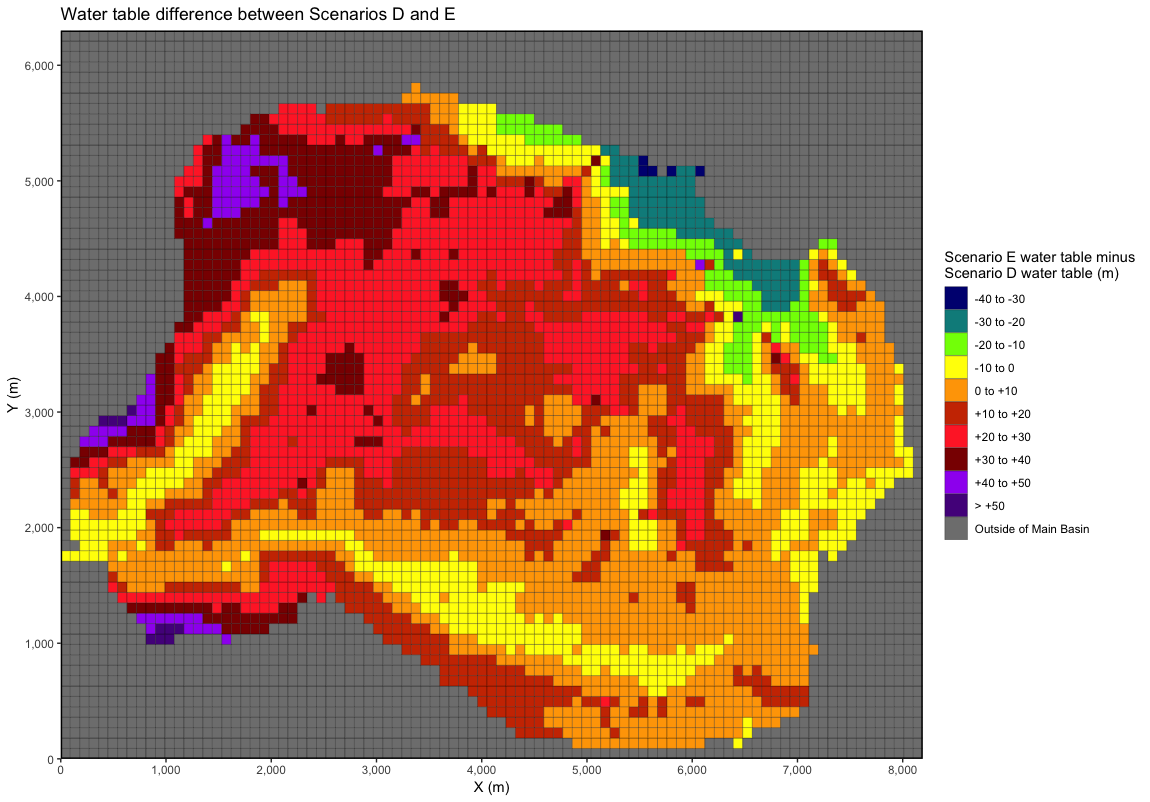 Water table difference between Scenarios D and E
6,000
5,000
4,000
3,000
2,000
1,000
0
Y (m)
0
1,000
2,000
3,000
4,000
5,000
6,000
7,000
8,000
X (m)
Scenario E water table minus
Scenario D water table (m)
-40 to -30
-30 to -20
-20 to -10
-10 to 0
0 to +10
+10 to +20
+20 to +30
+30 to +40
+40 to +50
> +50
Outside of Main Basin